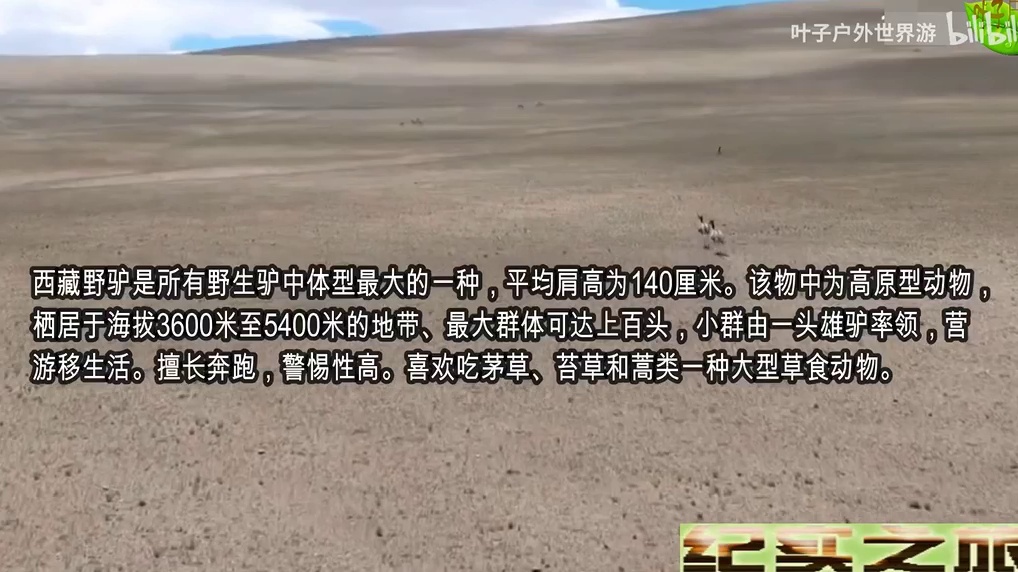 叶子户外世界游 bilibili
西藏野驴是所有野生驴中体型最大的一种，平均肩高为140厘米。该物中为高原型动物，
栖居于海拔3600米至5400米的地带、最大群体可达上百头，小群由一头雄驴率领，营
游移生活。擅长奔跑，警惕性高。喜欢吃茅草、苔草和蒿类一种大型草食动物。
纪实之旅